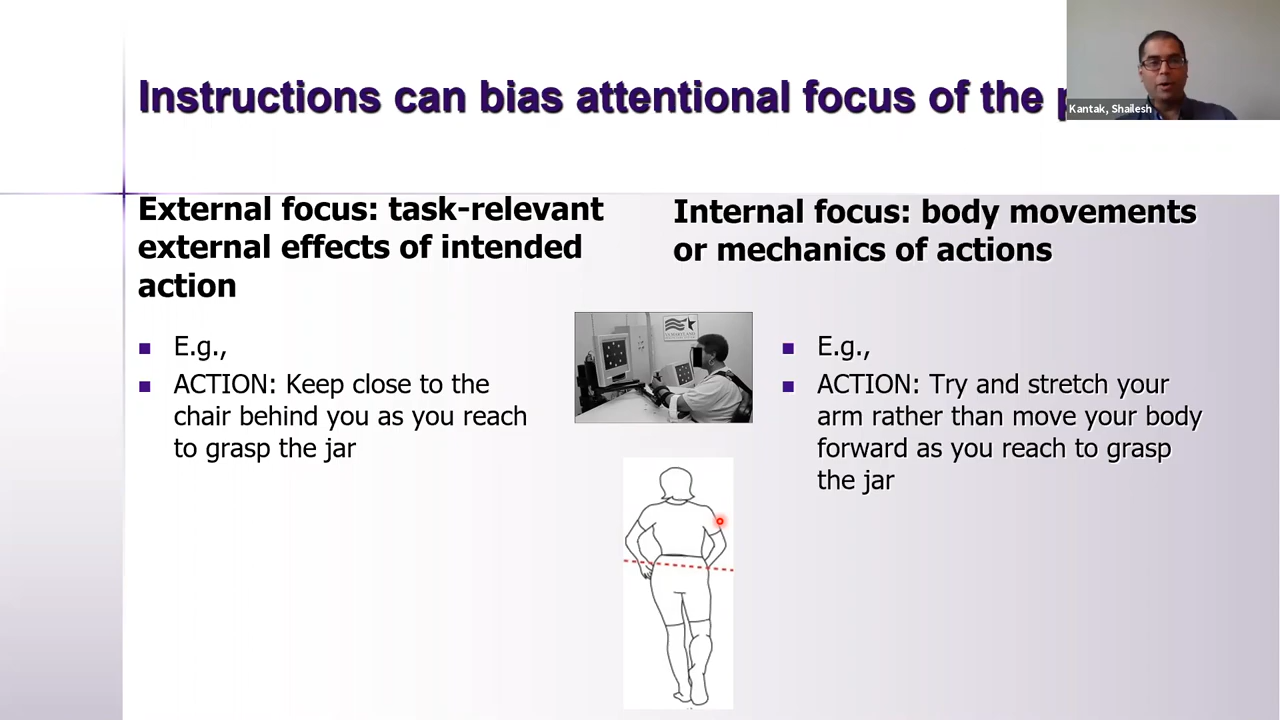 Instructions can bias attentional focus of the
Kantak, Shailesh
External focus: task-relevant
external effects of intended
action
E.g.,
ACTION: Keep close to the
chair behind you as you reach
to grasp the jar
Internal focus: body movements
or mechanics of actions
E.g.,
ACTION: Try and stretch your
arm rather than move your body
forward as you reach to grasp
the jar